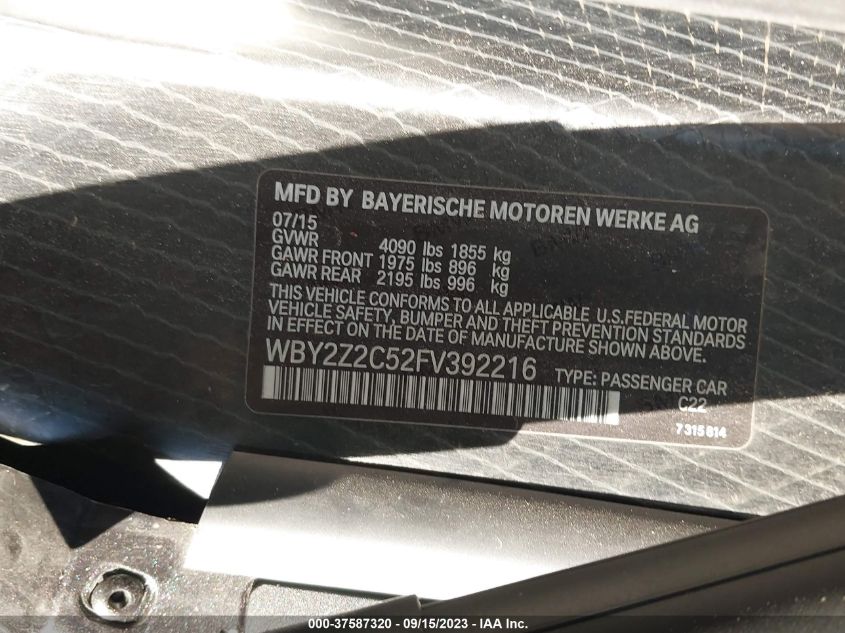 MFD BY BAYERISCHE MOTOREN WERKE AG
07/15
GVWR 4090 lbs 1855 kg
GAWR FRONT 1975 lbs 896 kg
GAWR REAR 2195 lbs 996 kg
THIS VEHICLE CONFORMS TO ALL APPLICABLE U.S.FEDERAL MOTOR
VEHICLE SAFETY, BUMPER AND THEFT PREVENTION STANDARDS
IN EFFECT ON THE DATE OF MANUFACTURE SHOWN ABOVE.
WBY2Z2C52FV392216 TYPE: PASSENGER CAR
C22
7315814
000-37587320 - 09/15/2023 - IAA Inc.